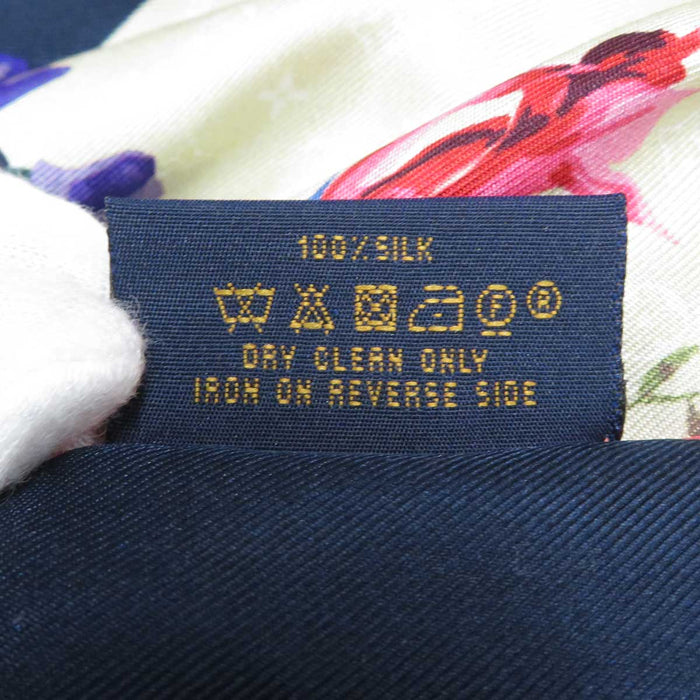 100% SILK
F ®
DRY CLEAN ONLY
IRON ON REVERSE SIDE